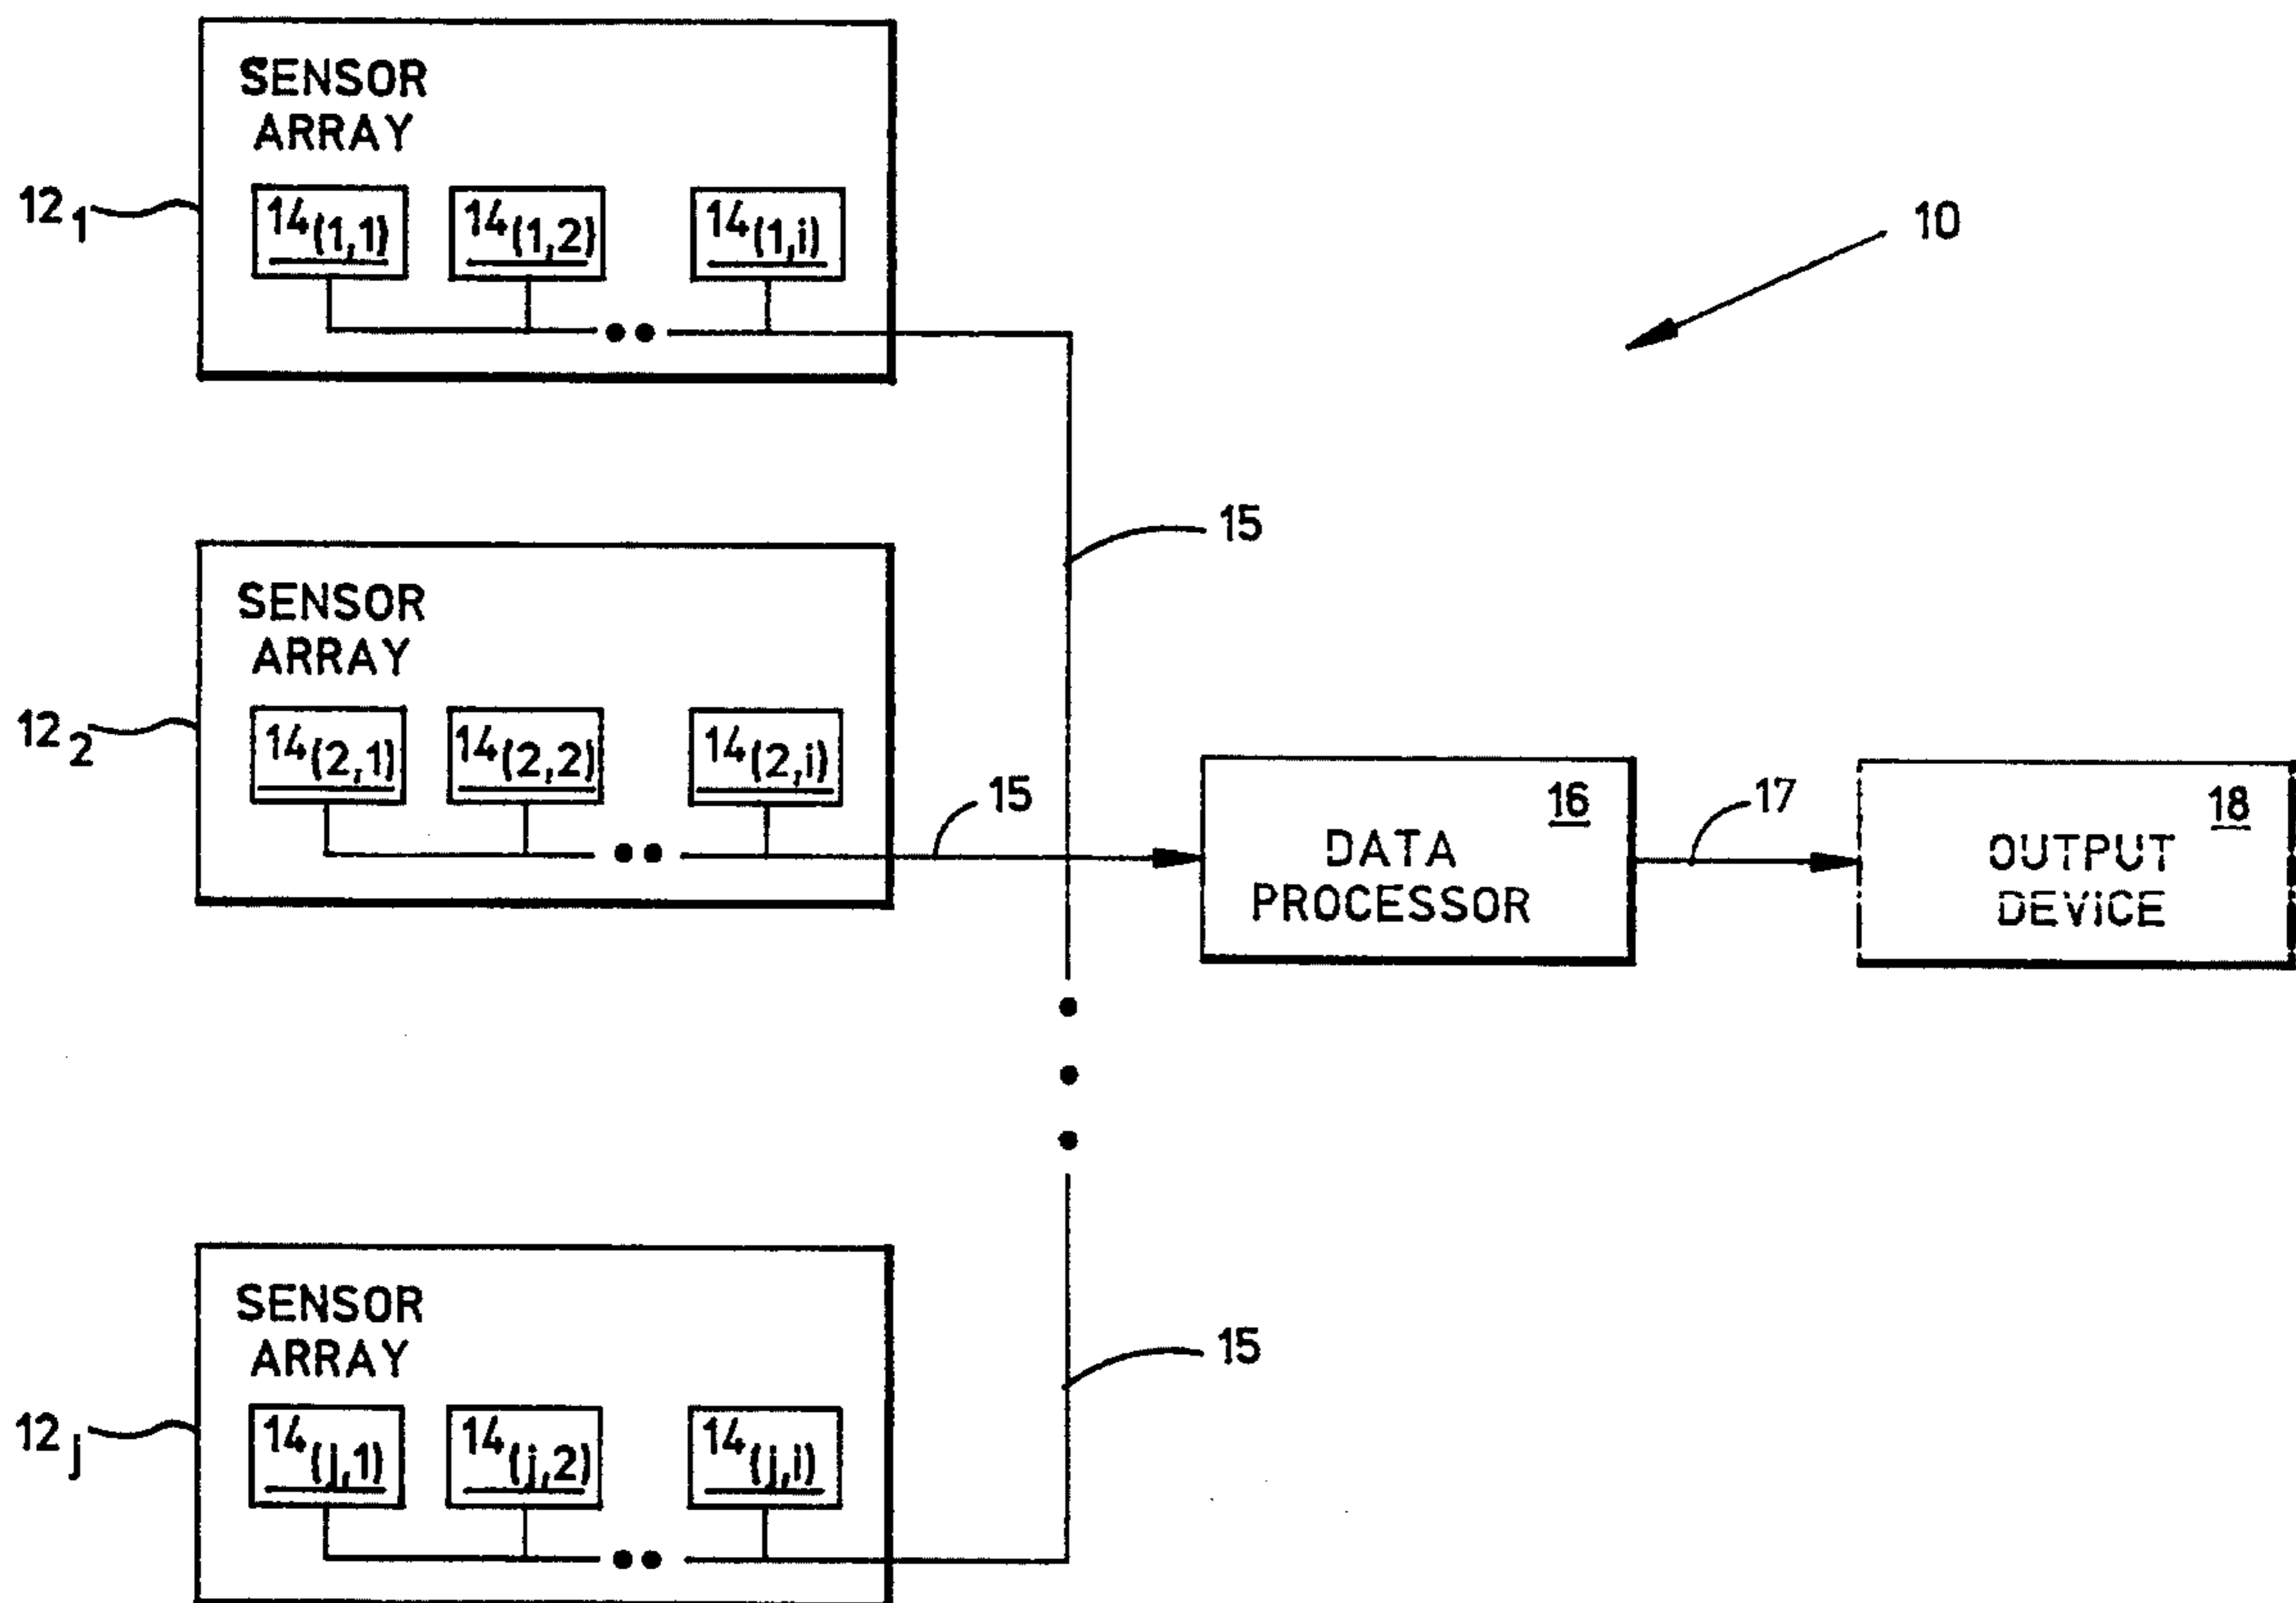 SENSOR
ARRAY
12 1
14(1,1) 14(1,2) 14(1,i)
10
15
SENSOR
ARRAY
12 2
14(2,1) 14(2,2) 14(2,i)
15
16
DATA
PROCESSOR
17
18
OUTPUT
DEVICE
SENSOR
ARRAY
12 j
14(j,1) 14(j,2) 14(j,i)
15